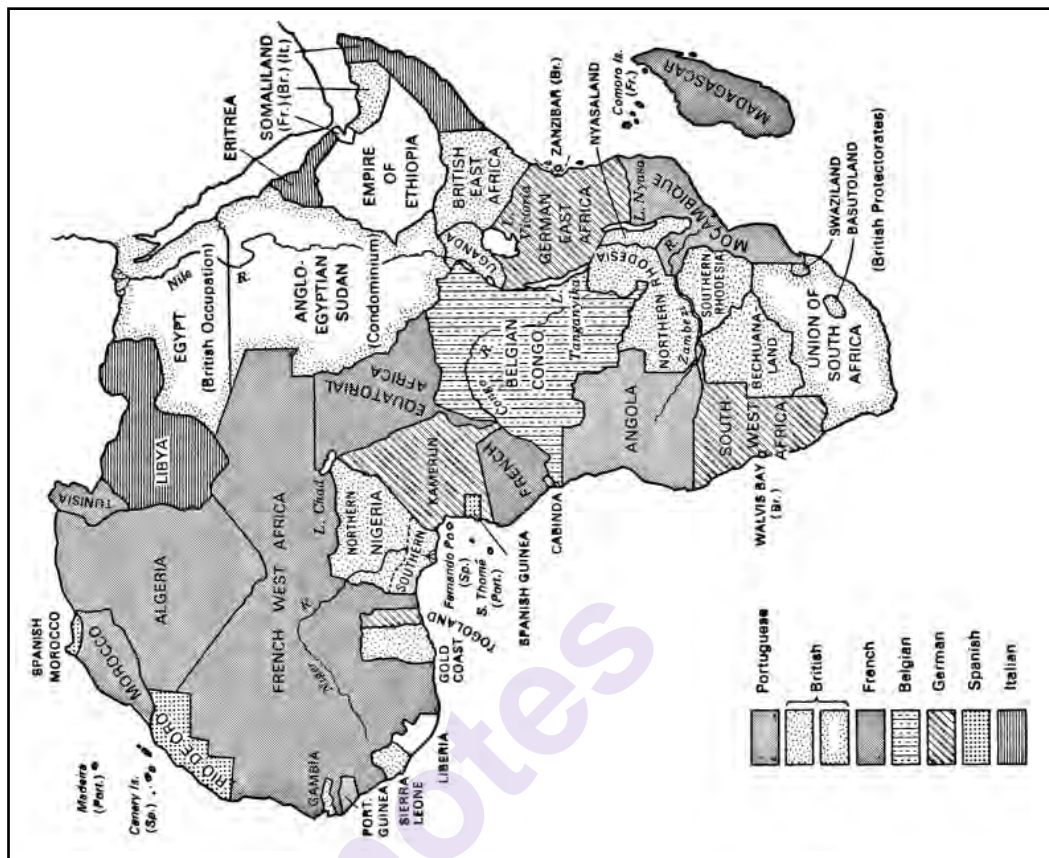 SPANISH
MOROCCO
MOROCCO
ALGERIA
TUNISIA
LIBYA
EGYPT
(British Occupation)
Nile
R.
Madeira
(Port.)
Canary Is.
(Sp.)
RIO DE ORO
FRENCH WEST AFRICA
Niger
R.
L. Chad
ANGLO-
EGYPTIAN
SUDAN
(Condominium)
ERITREA
SOMALILAND
(Fr.) (Br.) (It.)
EMPIRE
OF
ETHIOPIA
GAMBIA
PORT.
GUINEA
SIERRA
LEONE
LIBERIA
GOLD
COAST
TOGOLAND
NORTHERN
NIGERIA
SOUTHERN
KAMERUN
FRENCH
EQUATORIAL
AFRICA
Fernando Po
(Sp.)
S. Thomé
(Port.)
SPANISH GUINEA
CABINDA
BELGIAN
CONGO
Congo
R.
UGANDA
BRITISH
EAST
AFRICA
L.
Victoria
GERMAN
EAST
AFRICA
L.
Tanganyika
ZANZIBAR (Br.)
NYASALAND
L. Nyasa
Comoro Is.
(Fr.)
MADAGASCAR
ANGOLA
NORTHERN
RHODESIA
Zambezi
R.
SOUTHERN
RHODESIA
MOÇAMBIQUE
SOUTH
WEST
AFRICA
WALVIS BAY
(Br.)
BECHUANA
LAND
UNION OF
SOUTH
AFRICA
SWAZILAND
BASUTOLAND
(British Protectorates)
Portuguese
British
French
Belgian
German
Spanish
Italian
notes